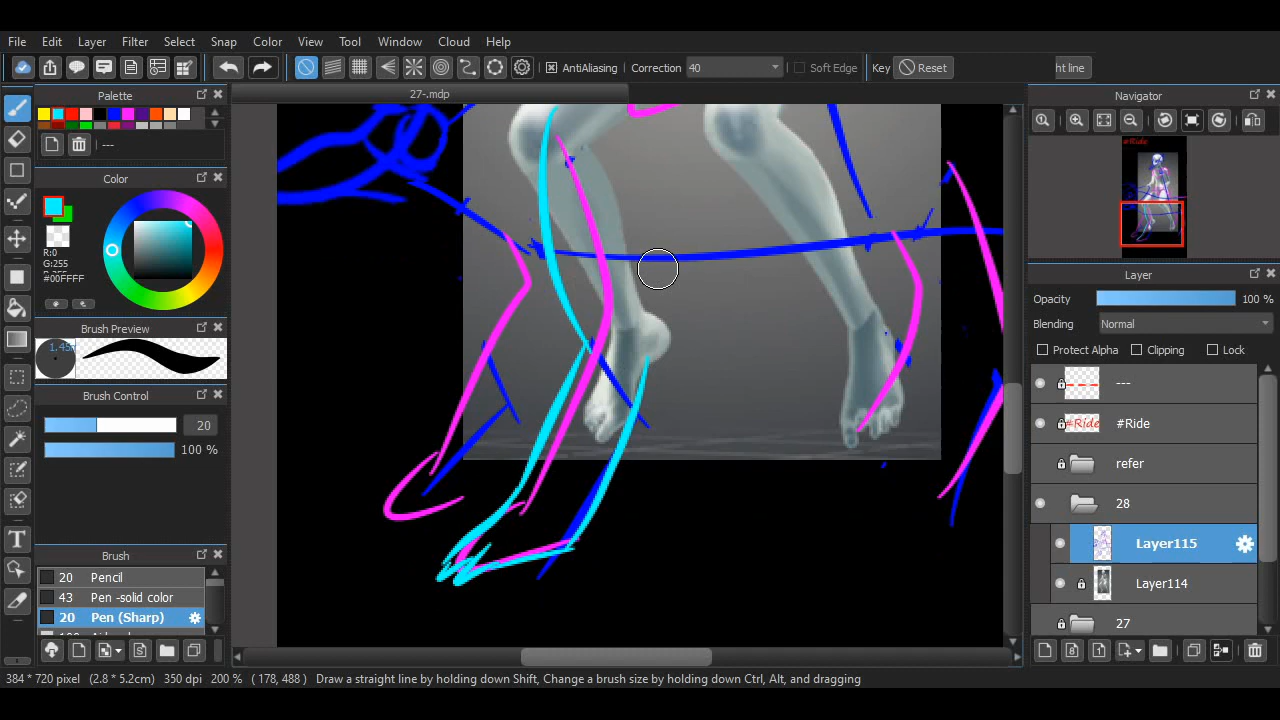 File Edit Layer Filter Select Snap Color View Tool Window Cloud Help
AntiAliasing Correction 40 Soft Edge Key Reset ht line
Palette
27-.mdp
Navigator
---
#Ride
Color
R:0
G:255
#00FFFF
Layer
Opacity 100 %
Blending Normal
Brush Preview
1.45
Protect Alpha Clipping Lock
---
Brush Control
20
#Ride #Ride
100 %
refer
28
Layer115
Brush
20 Pencil
Layer114
43 Pen -solid color
20 Pen (Sharp)
27
384 * 720 pixel (2.8 * 5.2cm) 350 dpi 200 % ( 178, 488 ) Draw a straight line by holding down Shift, Change a brush size by holding down Ctrl, Alt, and dragging